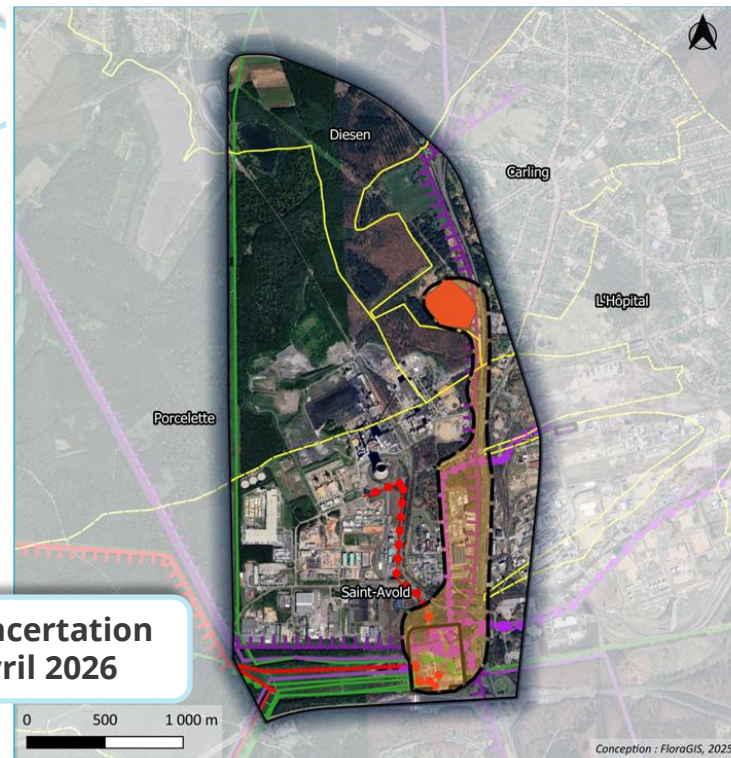 Diesen
Carling
L'Hôpital
Porcelette
Saint-Avold
ncertation
vril 2026
0 500 1 000 m
Conception : FloraGIS, 2025